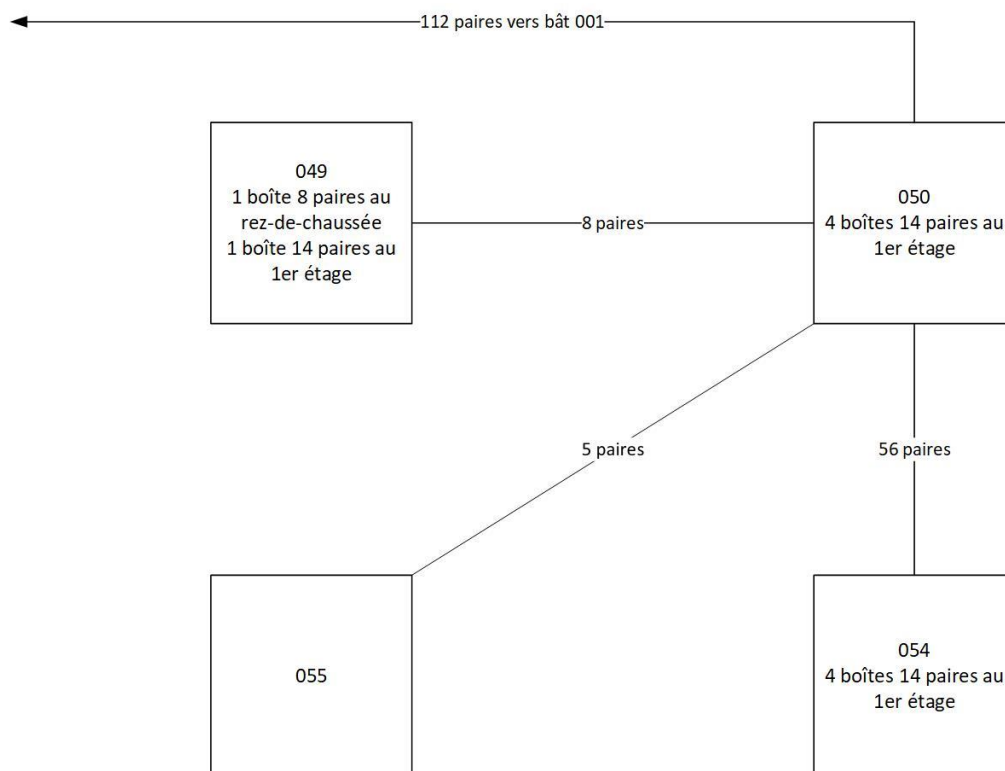 112 paires vers bât 001
049
1 boîte 8 paires au
rez-de-chaussée
1 boîte 14 paires au
1er étage
8 paires
050
4 boîtes 14 paires au
1er étage
5 paires
56 paires
055
054
4 boîtes 14 paires au
1er étage